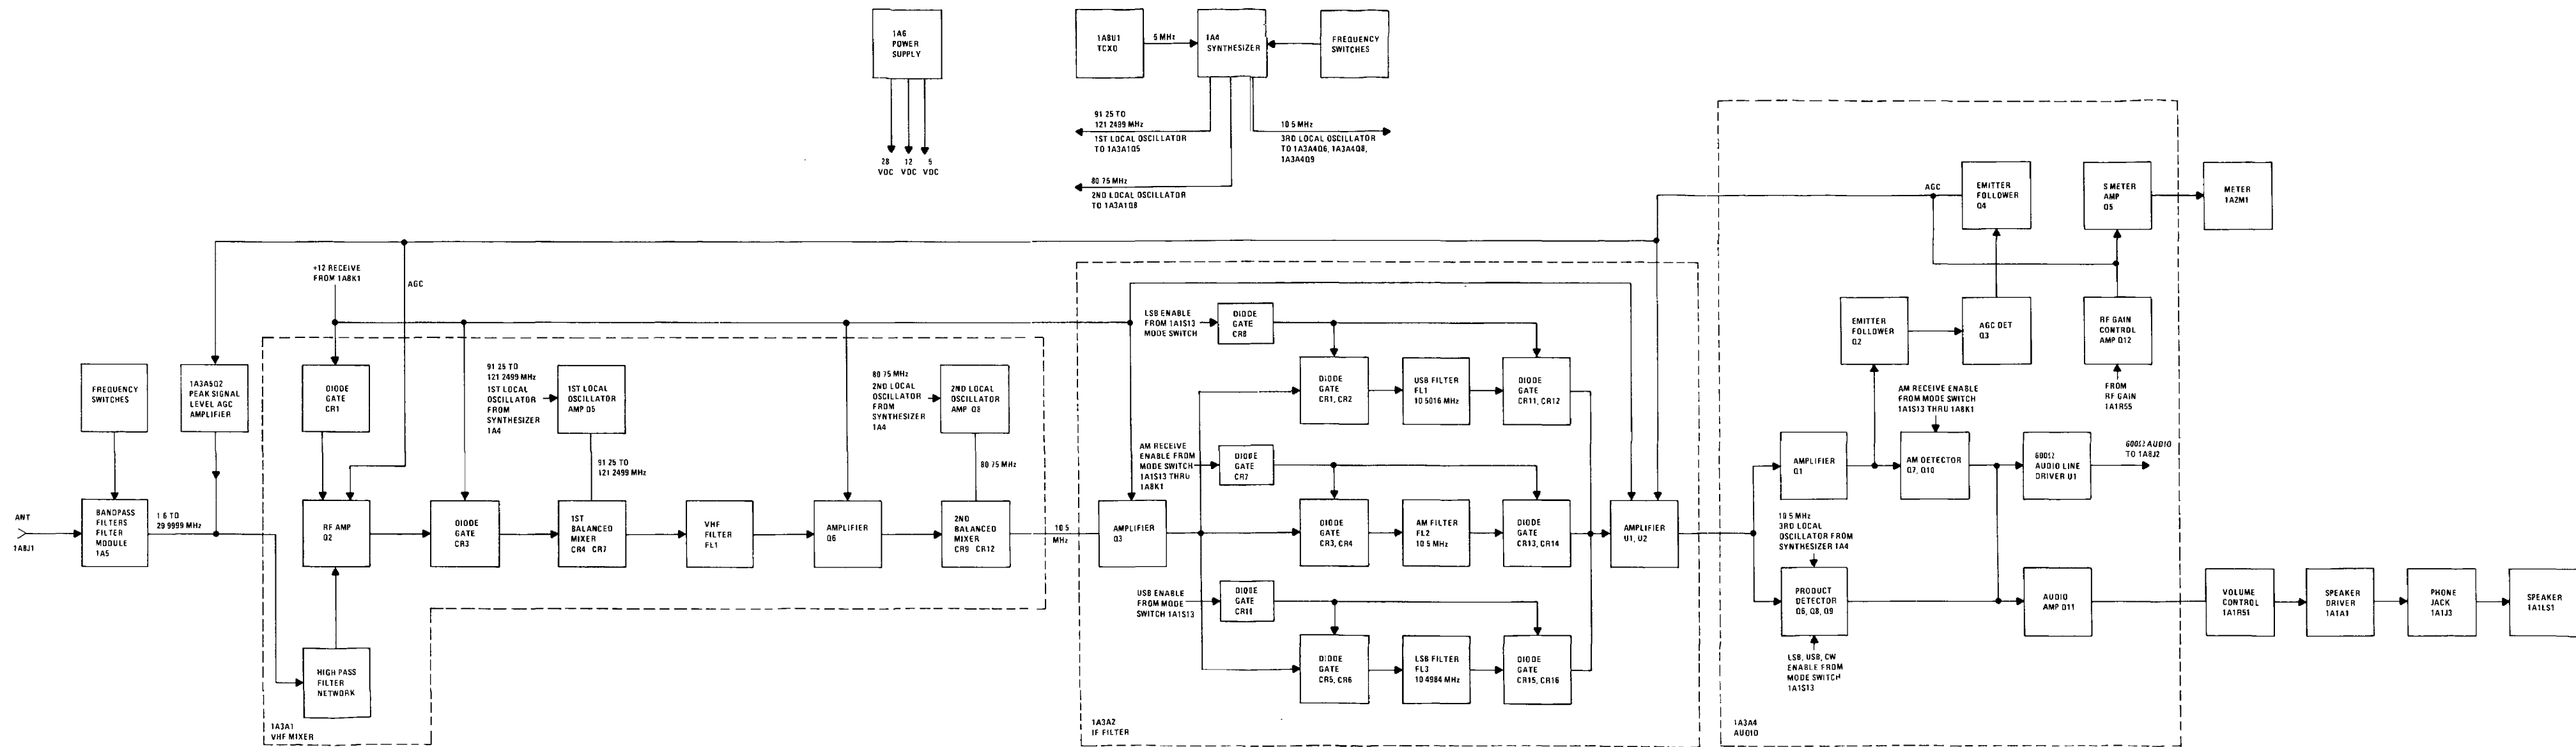 1A6
POWER
SUPPLY
28
VDC
12
VDC
5
VDC
1A8U1
TCXO
5 MHz
1A4
SYNTHESIZER
FREQUENCY
SWITCHES
91 25 TO
121 2499 MHz
1ST LOCAL OSCILLATOR
TO 1A3A1Q5
10 5 MHz
3RD LOCAL OSCILLATOR
TO 1A3A4Q6, 1A3A4Q8,
1A3A4Q9
80 75 MHz
2ND LOCAL OSCILLATOR
TO 1A3A1Q8
ANT
1A8J1
FREQUENCY
SWITCHES
BANDPASS
FILTERS
FILTER
MODULE
1A5
1 6 TO
29 9999 MHz
1A3A5Q2
PEAK SIGNAL
LEVEL AGC
AMPLIFIER
+12 RECEIVE
FROM 1A8K1
AGC
DIODE
GATE
CR1
RF AMP
Q2
HIGH PASS
FILTER
NETWORK
1A3A1
VHF MIXER
DIODE
GATE
CR3
91 25 TO
121 2499 MHz
1ST LOCAL
OSCILLATOR
FROM
SYNTHESIZER
1A4
1ST LOCAL
OSCILLATOR
AMP Q5
91 25 TO
121 2499 MHz
1ST
BALANCED
MIXER
CR4 CR7
VHF
FILTER
FL1
AMPLIFIER
Q6
80 75 MHz
2ND LOCAL
OSCILLATOR
FROM
SYNTHESIZER
1A4
2ND LOCAL
OSCILLATOR
AMP Q8
80 75 MHz
2ND
BALANCED
MIXER
CR9 CR12
10 5
MHz
AMPLIFIER
Q3
LSB ENABLE
FROM 1A1S13
MODE SWITCH
DIODE
GATE
CR8
DIODE
GATE
CR1, CR2
USB FILTER
FL1
10 5016 MHz
DIODE
GATE
CR11, CR12
AM RECEIVE
ENABLE FROM
MODE SWITCH
1A1S13 THRU
1A8K1
DIODE
GATE
CR7
DIODE
GATE
CR3, CR4
AM FILTER
FL2
10 5 MHz
DIODE
GATE
CR13, CR14
USB ENABLE
FROM MODE
SWITCH 1A1S13
DIODE
GATE
CR11
DIODE
GATE
CR5, CR6
LSB FILTER
FL3
10 4984 MHz
DIODE
GATE
CR15, CR16
AMPLIFIER
U1, U2
1A3A2
IF FILTER
AGC
EMITTER
FOLLOWER
Q4
S METER
AMP
Q5
METER
1A2M1
EMITTER
FOLLOWER
Q2
AGC DET
Q3
RF GAIN
CONTROL
AMP Q12
FROM
RF GAIN
1A1R55
AM RECEIVE ENABLE
FROM MODE SWITCH
1A1S13 THRU 1A8K1
AMPLIFIER
Q1
AM DETECTOR
Q7, Q10
600Ω
AUDIO LINE
DRIVER U1
600Ω AUDIO
TO 1A8J2
10 5 MHz
3RD LOCAL
OSCILLATOR FROM
SYNTHESIZER 1A4
PRODUCT
DETECTOR
Q6, Q8, Q9
LSB, USB, CW
ENABLE FROM
MODE SWITCH
1A1S13
AUDIO
AMP Q11
VOLUME
CONTROL
1A1R51
SPEAKER
DRIVER
1A1A1
PHONE
JACK
1A1J3
SPEAKER
1A1LS1
1A3A4
AUDIO